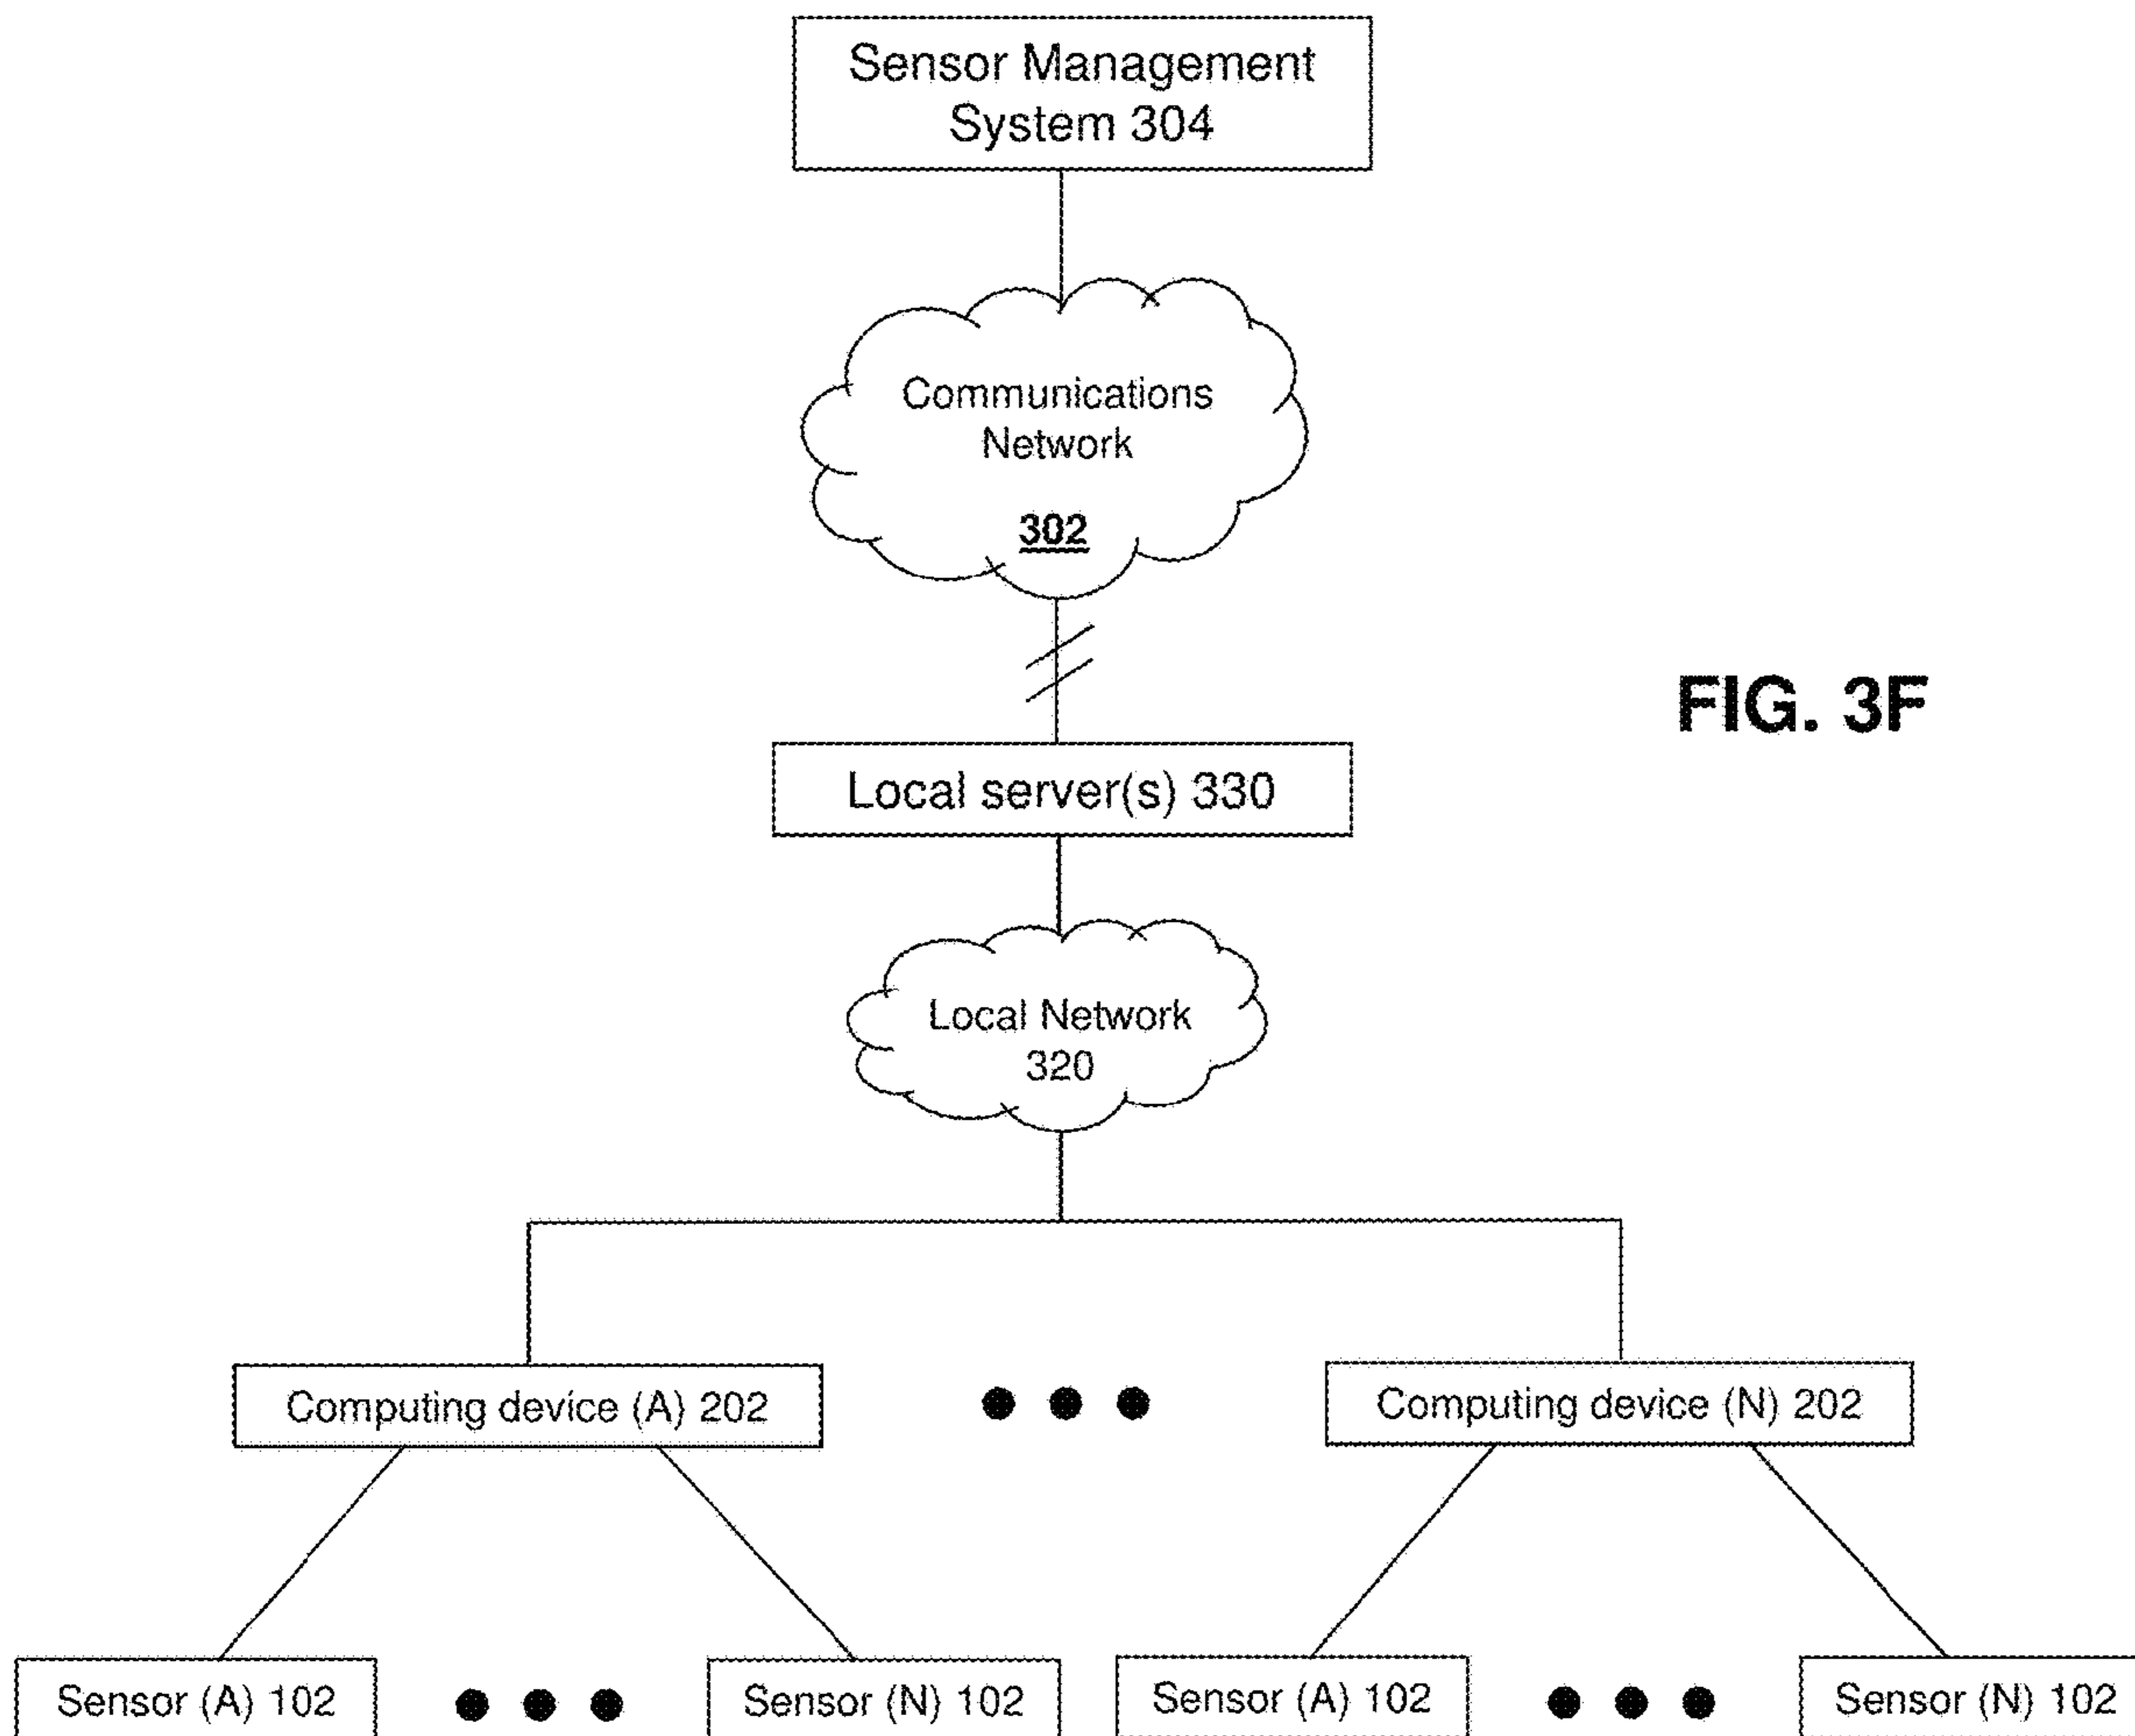 Sensor Management
System 304
Communications
Network
302
FIG. 3F
Local server(s) 330
Local Network
320
Computing device (A) 202
Computing device (N) 202
Sensor (A) 102
Sensor (N) 102
Sensor (A) 102
Sensor (N) 102